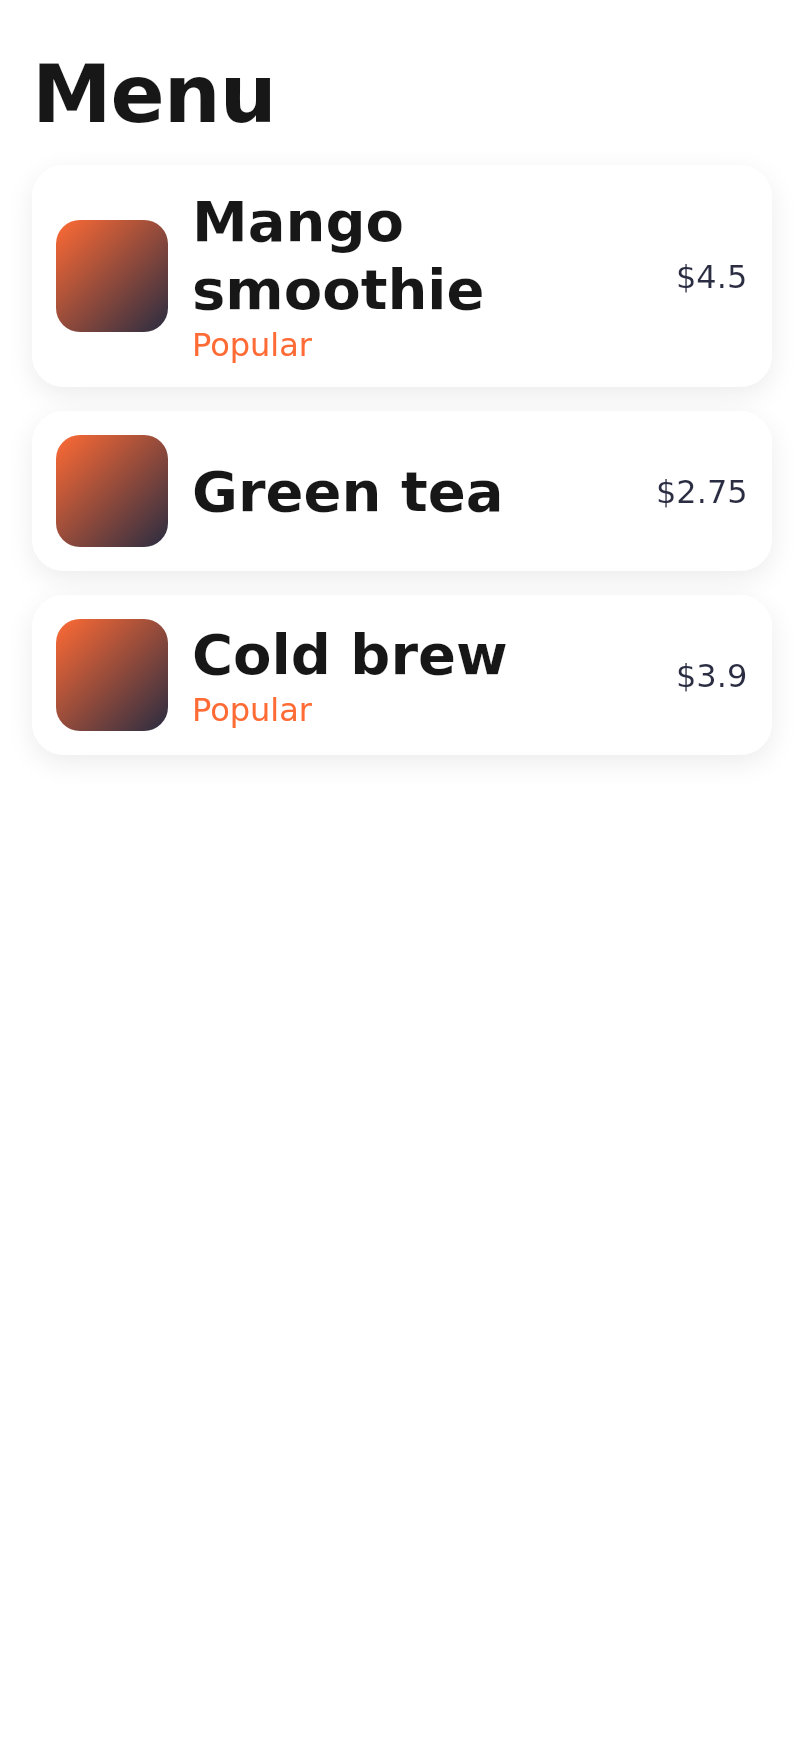 Menu
Mango
smoothie
Popular
$4.5
Green tea
$2.75
Cold brew
Popular
$3.9